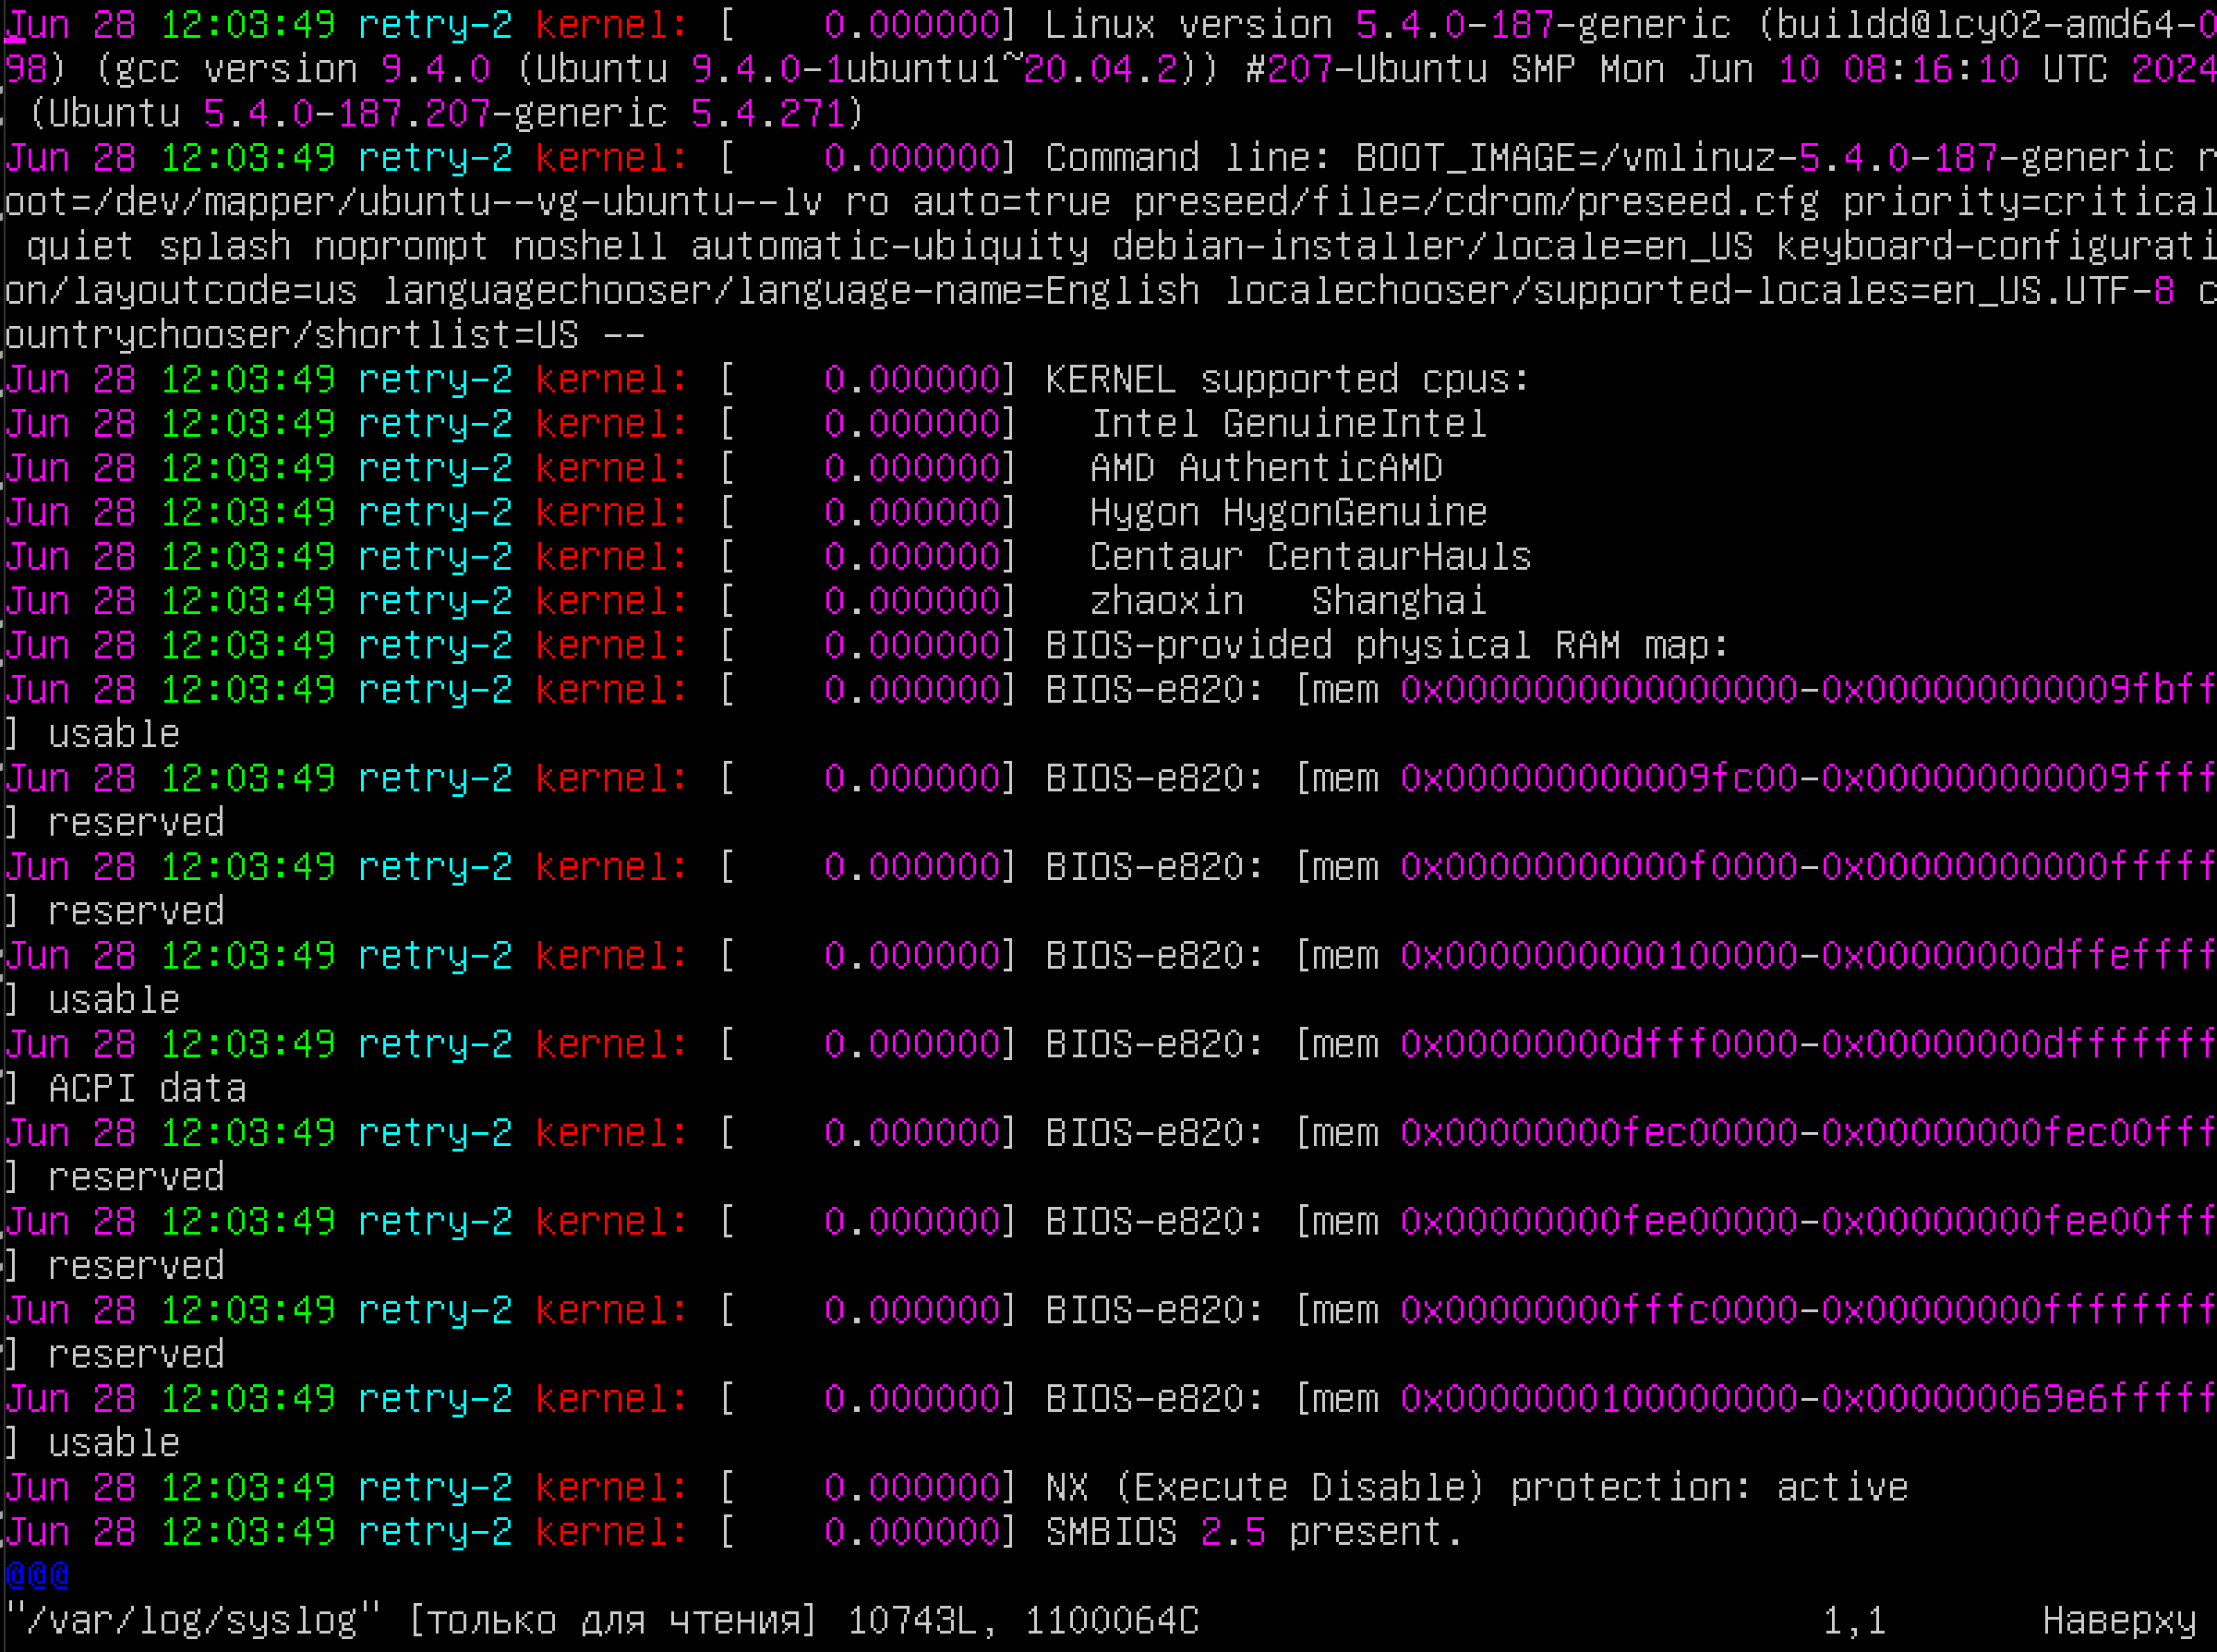 Jun 28 12:03:49 retry-2 kernel: [    0.000000] Linux version 5.4.0-187-generic (buildd@lcy02-amd64-0
98) (gcc version 9.4.0 (Ubuntu 9.4.0-1ubuntu1~20.04.2)) #207-Ubuntu SMP Mon Jun 10 08:16:10 UTC 2024
 (Ubuntu 5.4.0-187.207-generic 5.4.271)
Jun 28 12:03:49 retry-2 kernel: [    0.000000] Command line: BOOT_IMAGE=/vmlinuz-5.4.0-187-generic r
oot=/dev/mapper/ubuntu--vg-ubuntu--lv ro auto=true preseed/file=/cdrom/preseed.cfg priority=critical
 quiet splash noprompt noshell automatic-ubiquity debian-installer/locale=en_US keyboard-configurati
on/layoutcode=us languagechooser/language-name=English localechooser/supported-locales=en_US.UTF-8 c
ountrychooser/shortlist=US --
Jun 28 12:03:49 retry-2 kernel: [    0.000000] KERNEL supported cpus:
Jun 28 12:03:49 retry-2 kernel: [    0.000000]   Intel GenuineIntel
Jun 28 12:03:49 retry-2 kernel: [    0.000000]   AMD AuthenticAMD
Jun 28 12:03:49 retry-2 kernel: [    0.000000]   Hygon HygonGenuine
Jun 28 12:03:49 retry-2 kernel: [    0.000000]   Centaur CentaurHauls
Jun 28 12:03:49 retry-2 kernel: [    0.000000]   zhaoxin   Shanghai
Jun 28 12:03:49 retry-2 kernel: [    0.000000] BIOS-provided physical RAM map:
Jun 28 12:03:49 retry-2 kernel: [    0.000000] BIOS-e820: [mem 0x0000000000000000-0x000000000009fbff
] usable
Jun 28 12:03:49 retry-2 kernel: [    0.000000] BIOS-e820: [mem 0x000000000009fc00-0x000000000009ffff
] reserved
Jun 28 12:03:49 retry-2 kernel: [    0.000000] BIOS-e820: [mem 0x00000000000f0000-0x00000000000fffff
] reserved
Jun 28 12:03:49 retry-2 kernel: [    0.000000] BIOS-e820: [mem 0x0000000000100000-0x00000000dffeffff
] usable
Jun 28 12:03:49 retry-2 kernel: [    0.000000] BIOS-e820: [mem 0x00000000dfff0000-0x00000000dfffffff
] ACPI data
Jun 28 12:03:49 retry-2 kernel: [    0.000000] BIOS-e820: [mem 0x00000000fec00000-0x00000000fec00fff
] reserved
Jun 28 12:03:49 retry-2 kernel: [    0.000000] BIOS-e820: [mem 0x00000000fee00000-0x00000000fee00fff
] reserved
Jun 28 12:03:49 retry-2 kernel: [    0.000000] BIOS-e820: [mem 0x00000000fffc0000-0x00000000ffffffff
] reserved
Jun 28 12:03:49 retry-2 kernel: [    0.000000] BIOS-e820: [mem 0x0000000100000000-0x000000069e6fffff
] usable
Jun 28 12:03:49 retry-2 kernel: [    0.000000] NX (Execute Disable) protection: active
Jun 28 12:03:49 retry-2 kernel: [    0.000000] SMBIOS 2.5 present.
@@@
"/var/log/syslog" [только для чтения] 10743L, 1100064C                            1,1       Наверху